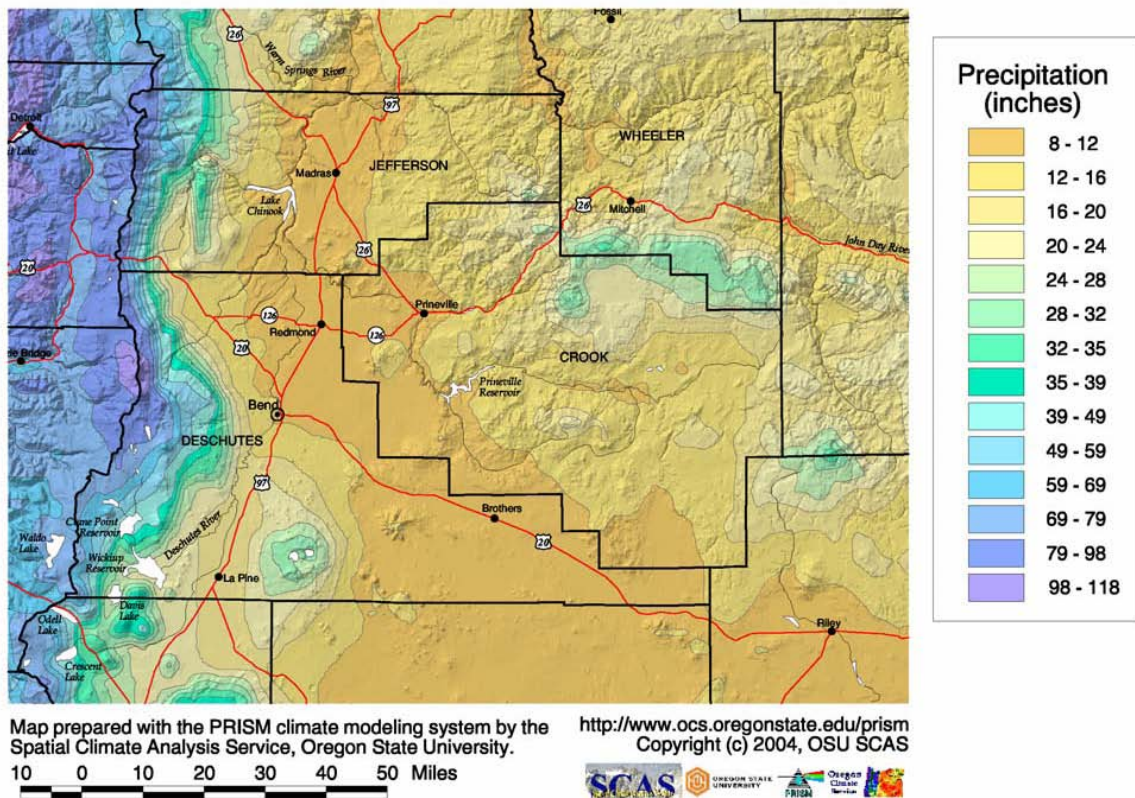 Fossil
26
Warm
Springs River
97
Detroit
WHEELER
JEFFERSON
Madras
Lake
Chinook
26
Mitchell
26
John Day River
20
Prineville
126
Redmond
126
20
CROOK
Prineville
Reservoir
Bend
DESCHUTES
97
Brothers
20
Crane Point
Reservoir
Deschutes River
Waldo
Lake
Wickiup
Reservoir
La Pine
Davis
Lake
Odell
Lake
Riley
Crescent
Lake
Precipitation
(inches)
8 - 12
12 - 16
16 - 20
20 - 24
24 - 28
28 - 32
32 - 35
35 - 39
39 - 49
49 - 59
59 - 69
69 - 79
79 - 98
98 - 118
Map prepared with the PRISM climate modeling system by the
Spatial Climate Analysis Service, Oregon State University.
10 0 10 20 30 40 50 Miles
http://www.ocs.oregonstate.edu/prism
Copyright (c) 2004, OSU SCAS
SCAS
OREGON STATE
UNIVERSITY
PRISM
Oregon
Climate
Service